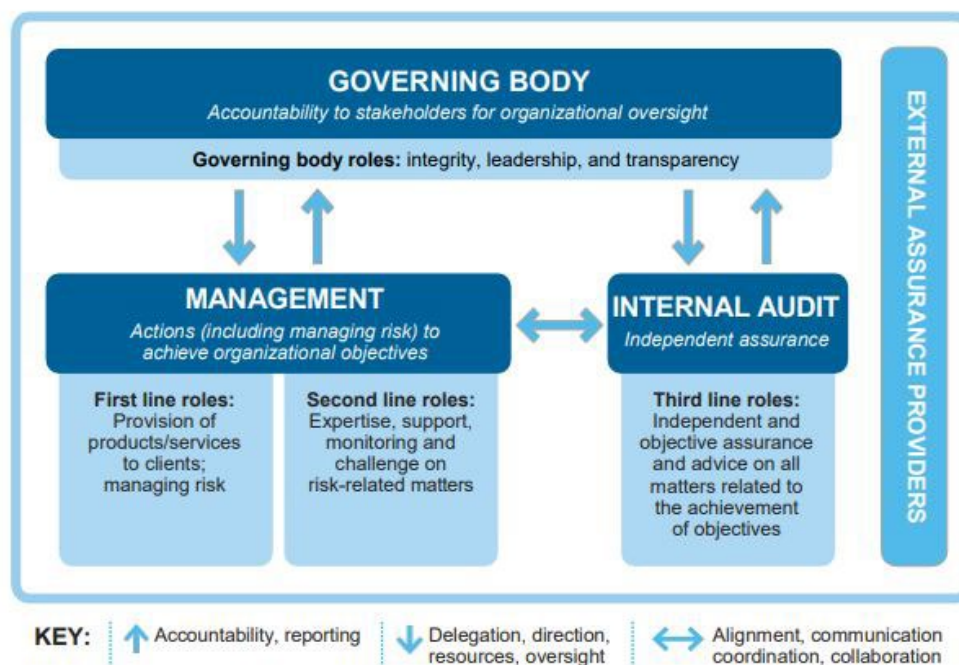 GOVERNING BODY
Accountability to stakeholders for organizational oversight
Governing body roles: integrity, leadership, and transparency
MANAGEMENT
Actions (including managing risk) to
achieve organizational objectives
First line roles:
Provision of
products/services
to clients;
managing risk
Second line roles:
Expertise, support,
monitoring and
challenge on
risk-related matters
INTERNAL AUDIT
Independent assurance
Third line roles:
Independent and
objective assurance
and advice on all
matters related to
the achievement
of objectives
EXTERNAL ASSURANCE PROVIDERS
KEY:
Accountability, reporting
Delegation, direction,
resources, oversight
Alignment, communication
coordination, collaboration